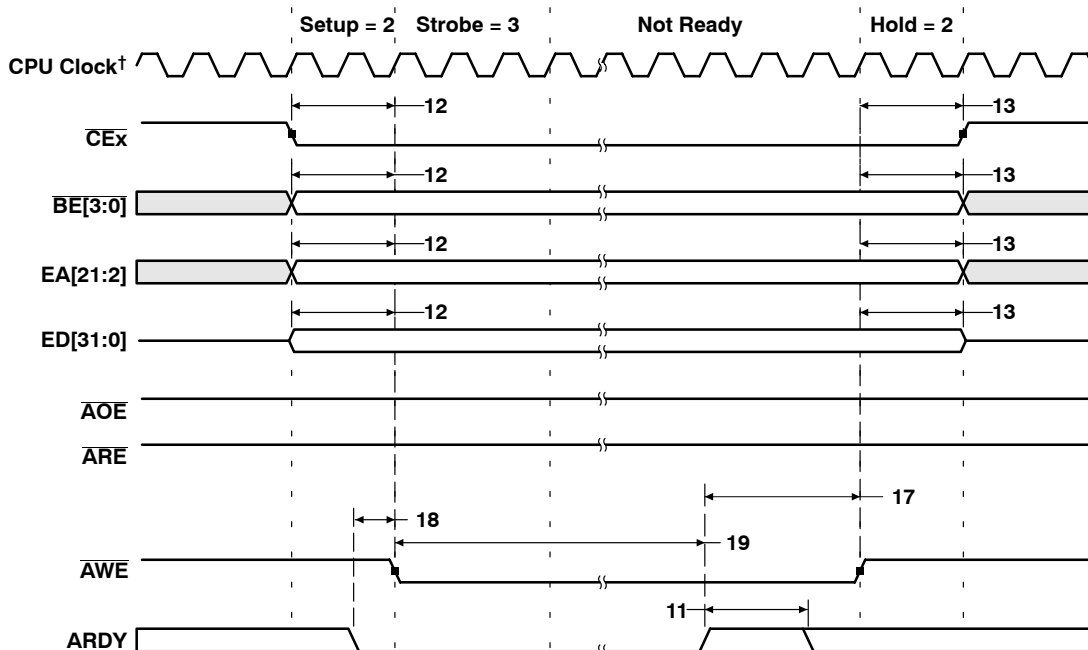 Setup = 2 Strobe = 3 Not Ready Hold = 2
CPU Clock†
12 13
CEx
12 13
BE[3:0]
12 13
EA[21:2]
12 13
ED[31:0]
AOE
ARE
17
18
19
AWE
11
ARDY